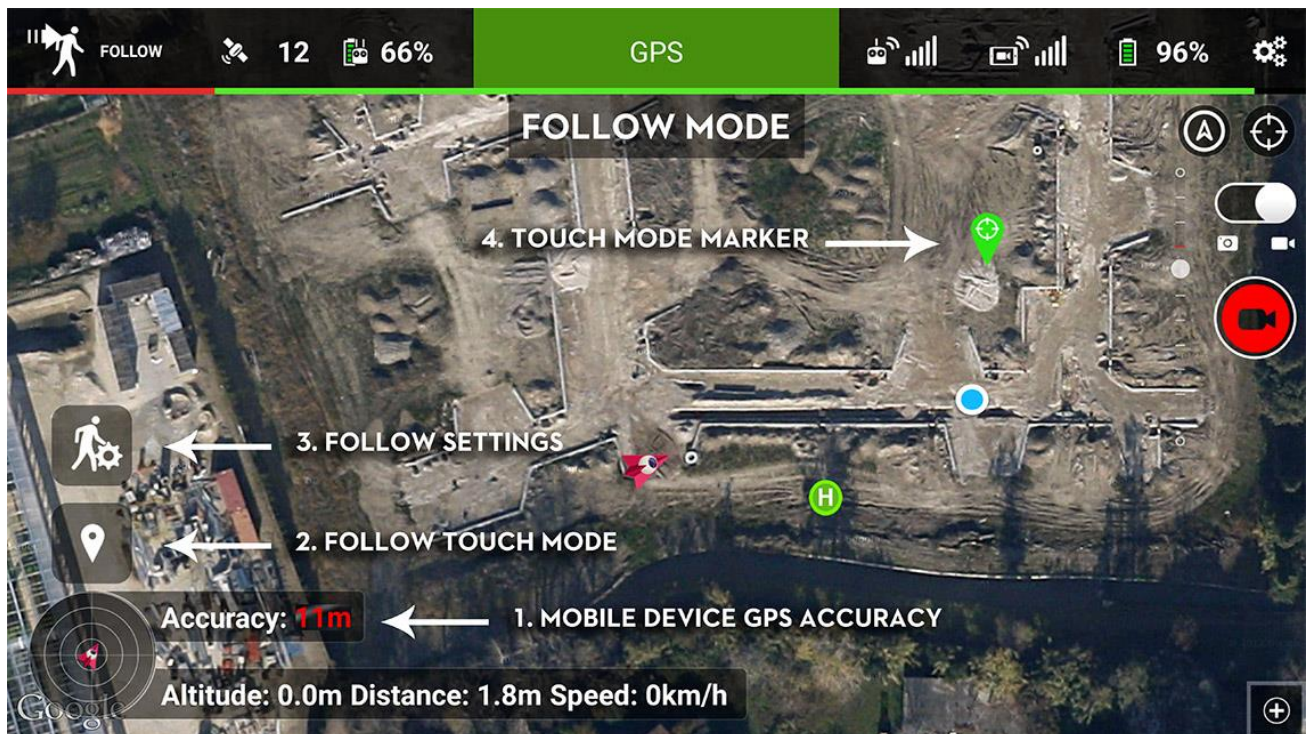 FOLLOW 12 66% GPS 96%
FOLLOW MODE
4. TOUCH MODE MARKER
3. FOLLOW SETTINGS
H
2. FOLLOW TOUCH MODE
Accuracy: 11m
1. MOBILE DEVICE GPS ACCURACY
Altitude: 0.0m Distance: 1.8m Speed: 0km/h
Google